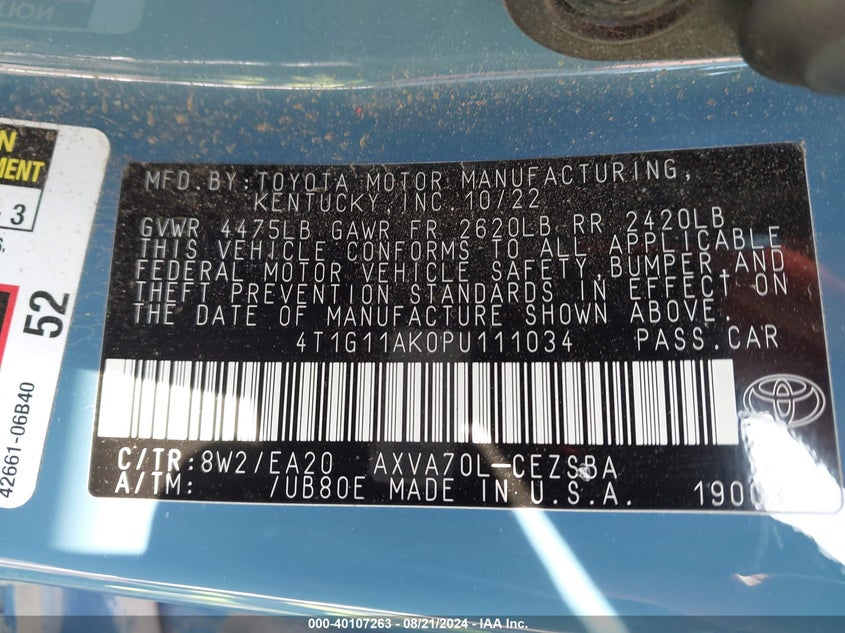 N
MENT
3
52
42661-06B40
MFD.BY:TOYOTA MOTOR MANUFACTURING,
KENTUCKY,INC. 10/22
GVWR 4475LB GAWR FR 2620LB RR 2420LB
THIS VEHICLE CONFORMS TO ALL APPLICABLE
FEDERAL MOTOR VEHICLE SAFETY,BUMPER,AND
THEFT PREVENTION STANDARDS IN EFFECT ON
THE DATE OF MANUFACTURE SHOWN ABOVE.
4T1G11AK0PU111034 PASS.CAR
C/TR:8W2/EA20 AXVA70L-CEZSBA
A/TM: /UB80E MADE IN U.S.A.
000-40107263 - 08/21/2024 - IAA Inc.